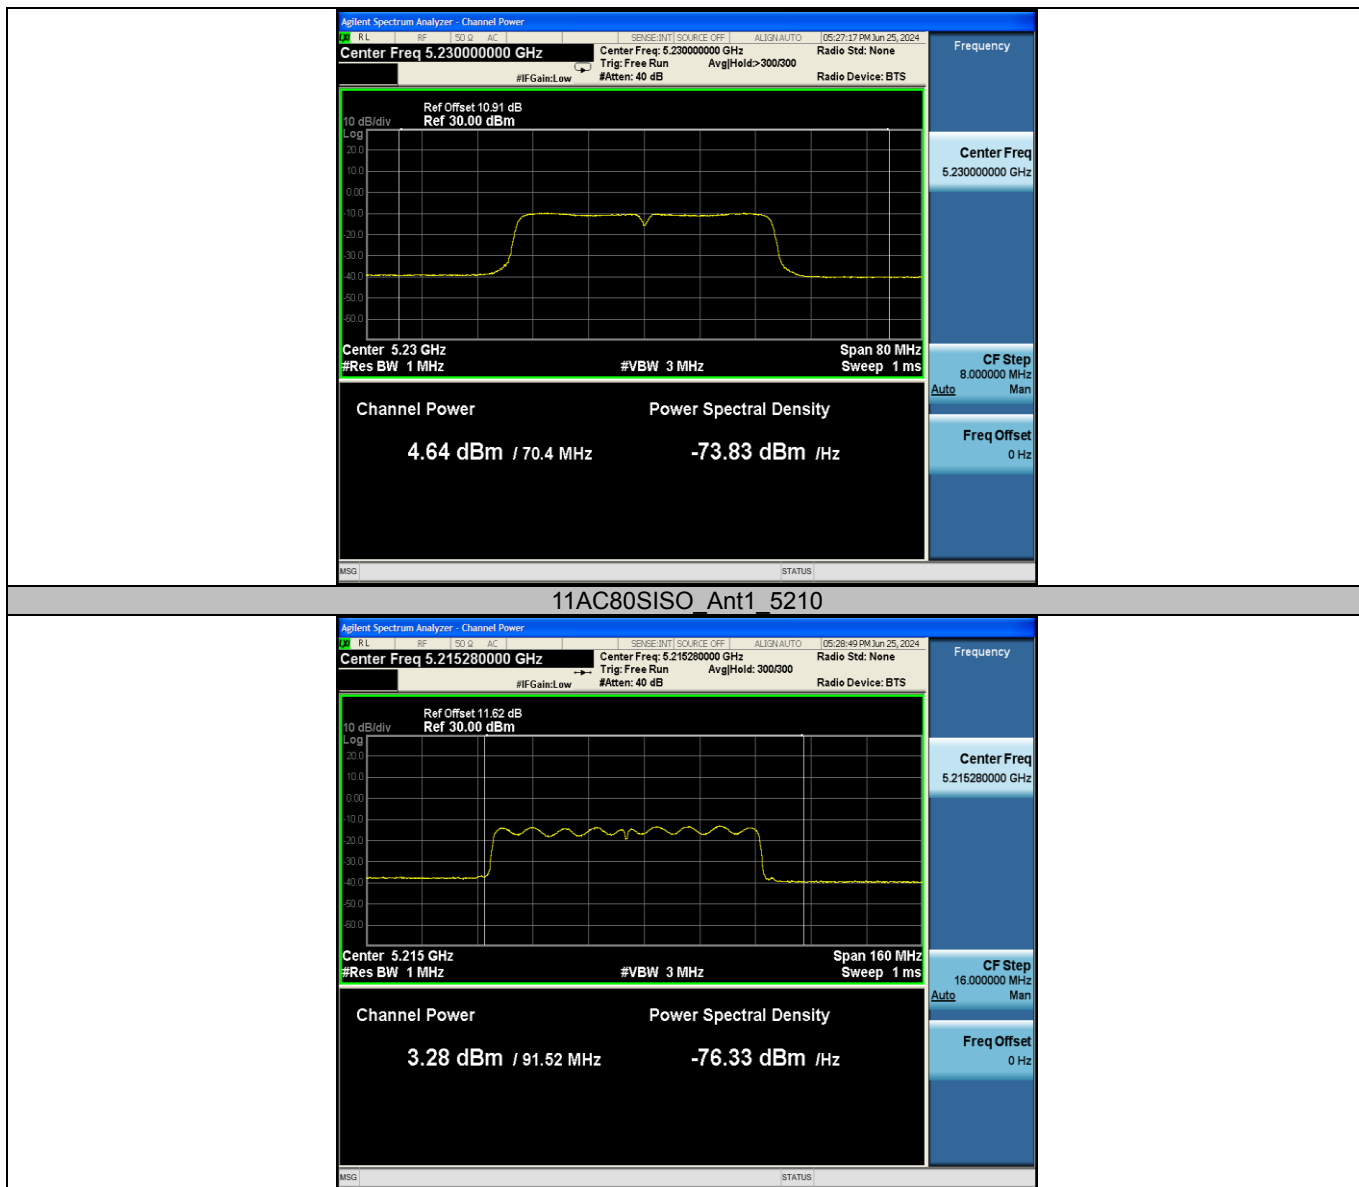 Agilent Spectrum Analyzer - Channel Power
LXI RL RF 50 Ω AC SENSE:INT SOURCE OFF ALIGNAUTO 05:27:17 PM Jun 25, 2024
Center Freq 5.230000000 GHz
Center Freq: 5.230000000 GHz
Radio Std: None
Trig: Free Run Avg|Hold:>300/300
#IFGain:Low
#Atten: 40 dB
Radio Device: BTS
Frequency
Ref Offset 10.91 dB
10 dB/div Ref 30.00 dBm
Log
20.0
10.0
0.00
-10.0
-20.0
-30.0
-40.0
-50.0
-60.0
Center 5.23 GHz Span 80 MHz
#Res BW 1 MHz #VBW 3 MHz Sweep 1 ms
Center Freq
5.230000000 GHz
CF Step
8.000000 MHz
Auto Man
Freq Offset
0 Hz
Channel Power Power Spectral Density
4.64 dBm / 70.4 MHz -73.83 dBm /Hz
MSG STATUS
11AC80SISO_Ant1_5210
Agilent Spectrum Analyzer - Channel Power
LXI RL RF 50 Ω AC SENSE:INT SOURCE OFF ALIGNAUTO 05:28:49 PM Jun 25, 2024
Center Freq 5.215280000 GHz
Center Freq: 5.215280000 GHz
Radio Std: None
Trig: Free Run Avg|Hold: 300/300
#IFGain:Low
#Atten: 40 dB
Radio Device: BTS
Frequency
Ref Offset 11.62 dB
10 dB/div Ref 30.00 dBm
Log
20.0
10.0
0.00
-10.0
-20.0
-30.0
-40.0
-50.0
-60.0
Center 5.215 GHz Span 160 MHz
#Res BW 1 MHz #VBW 3 MHz Sweep 1 ms
Center Freq
5.215280000 GHz
CF Step
16.000000 MHz
Auto Man
Freq Offset
0 Hz
Channel Power Power Spectral Density
3.28 dBm / 91.52 MHz -76.33 dBm /Hz
MSG STATUS